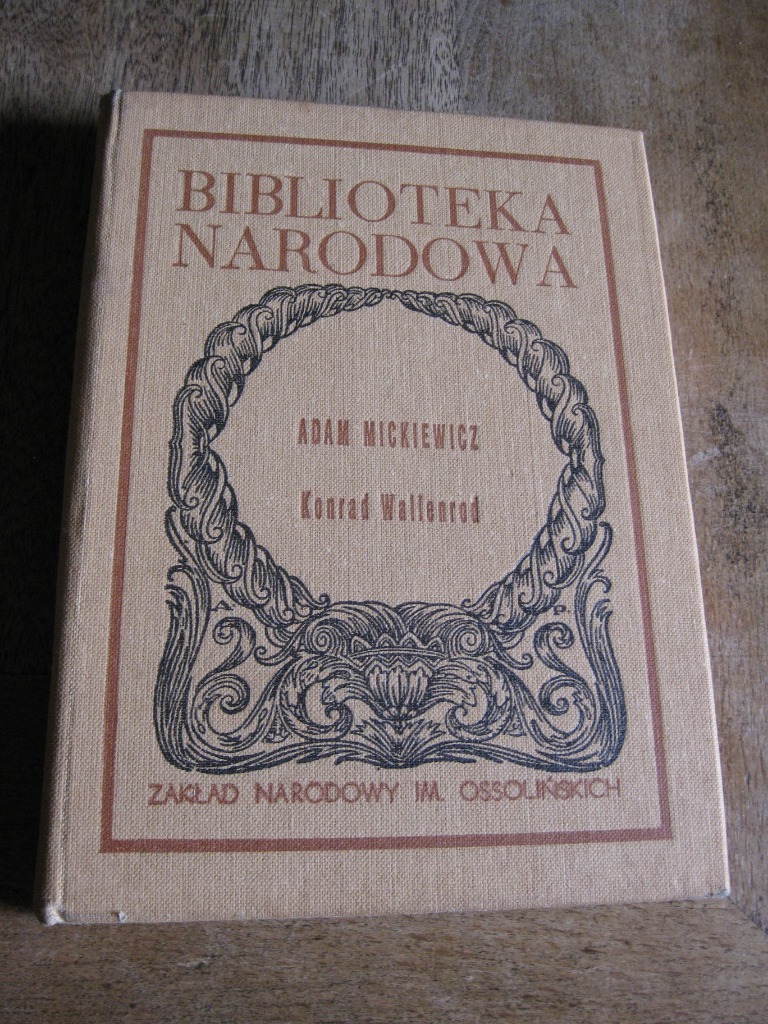 BIBLIOTEKA
NARODOWA
ADAM MICKIEWICZ
Konrad Wallenrod
A P
ZAKŁAD NARODOWY IM. OSSOLIŃSKICH